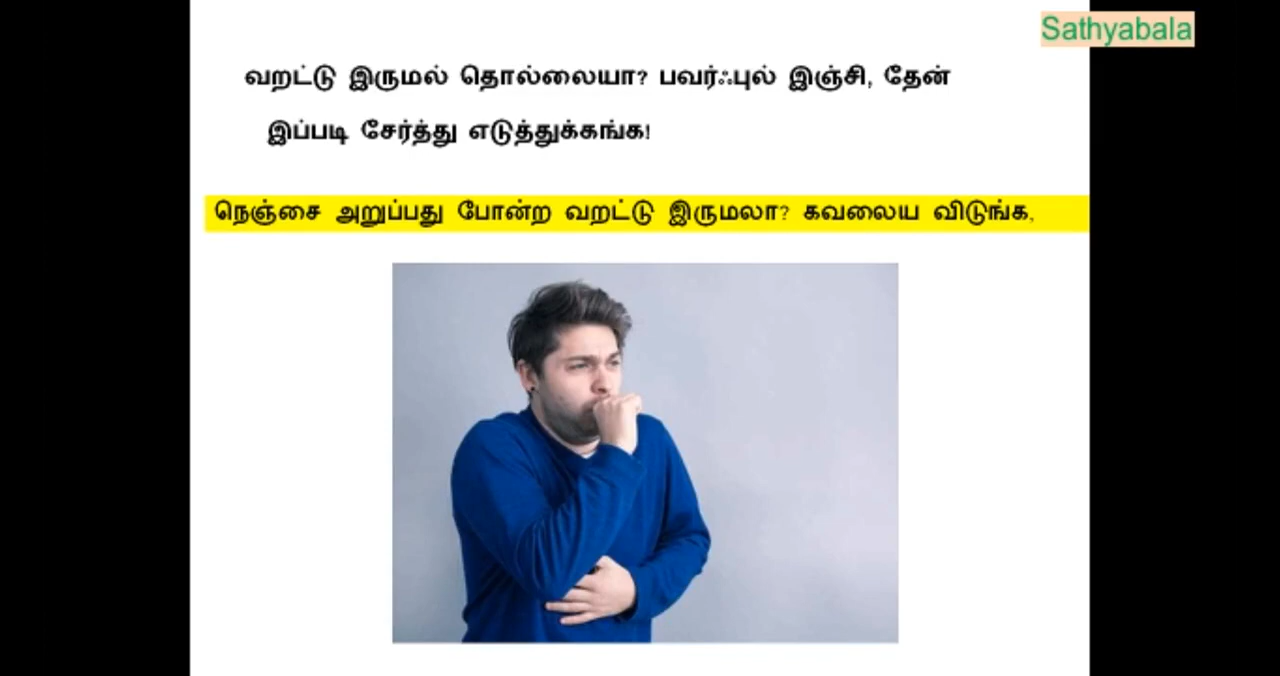 Sathyabala
வறட்டு இருமல் தொல்லையா? பவர்ஃபுல் இஞ்சி, தேன்
இப்படி சேர்த்து எடுத்துக்கங்க!
நெஞ்சை அறுப்பது போன்ற வறட்டு இருமலா? கவலைய விடுங்க,